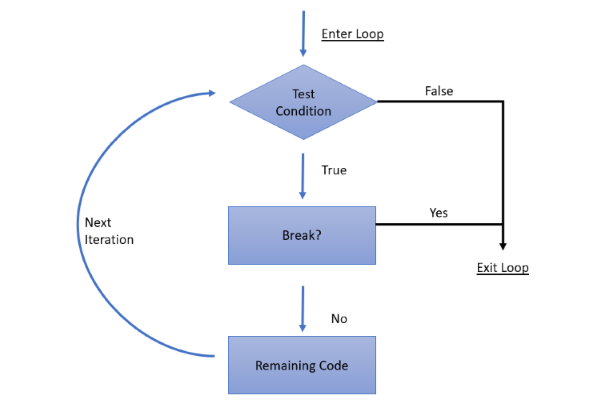 Enter Loop
Test
Condition
False
True
Break?
Yes
Next
Iteration
Exit Loop
No
Remaining Code